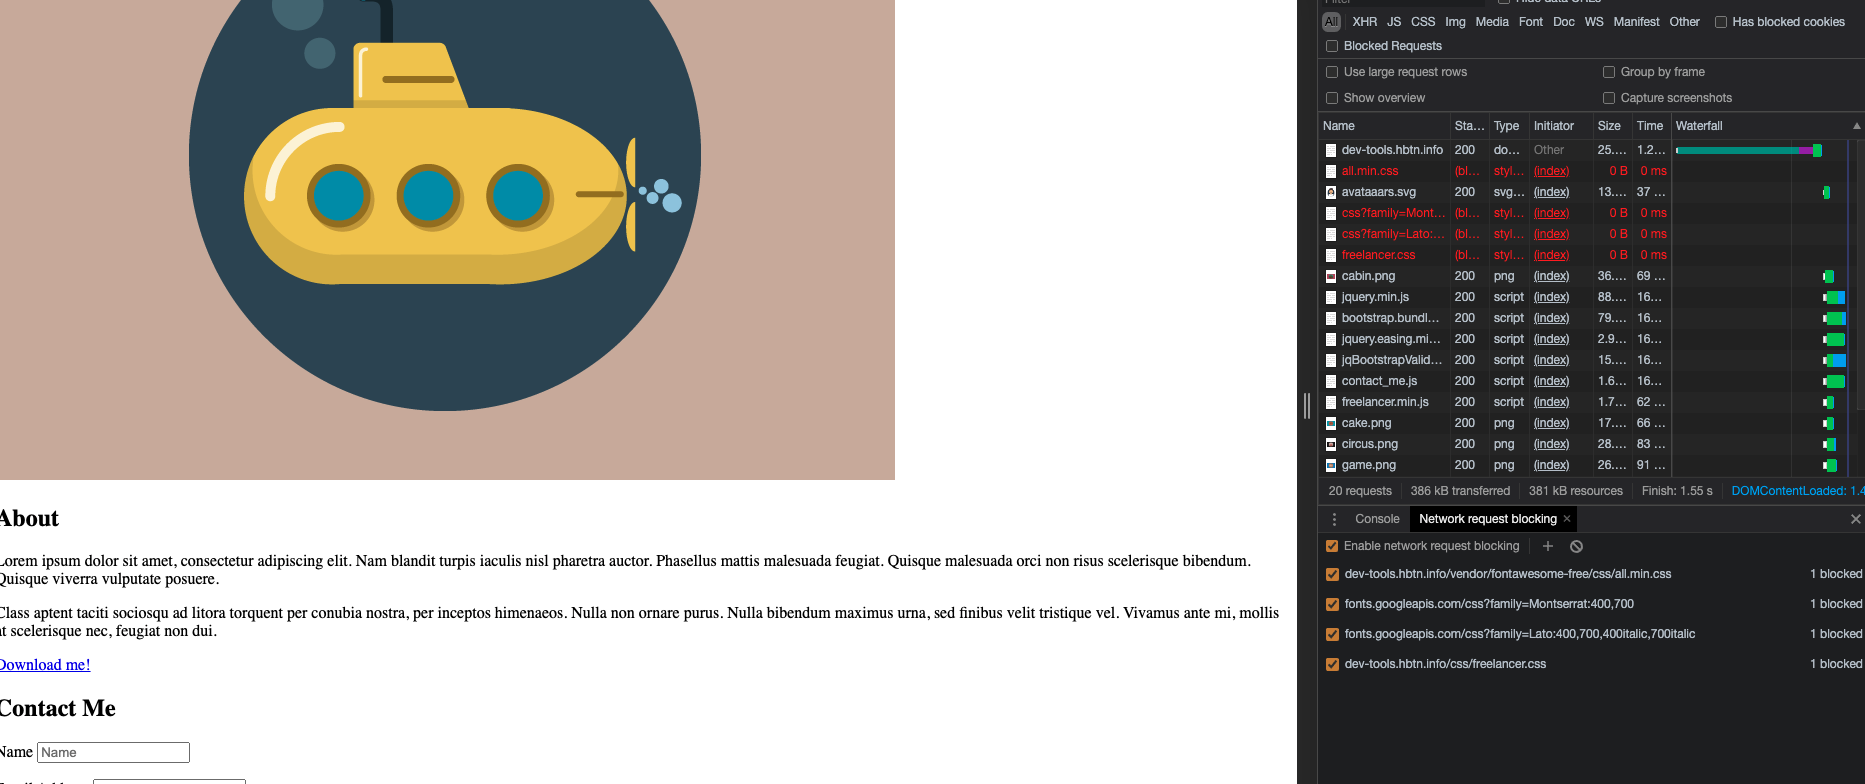 About
Lorem ipsum dolor sit amet, consectetur adipiscing elit. Nam blandit turpis iaculis nisl pharetra auctor. Phasellus mattis malesuada feugiat. Quisque malesuada orci non risus scelerisque bibendum.
Quisque viverra vulputate posuere.
Class aptent taciti sociosqu ad litora torquent per conubia nostra, per inceptos himenaeos. Nulla non ornare purus. Nulla bibendum maximus urna, sed finibus velit tristique vel. Vivamus ante mi, mollis
at scelerisque nec, feugiat non dui.
Download me!
Contact Me
Name Name
All XHR JS CSS Img Media Font Doc WS Manifest Other Has blocked cookies
Blocked Requests
Use large request rows Group by frame
Show overview Capture screenshots
Name Sta... Type Initiator Size Time Waterfall
dev-tools.hbtn.info 200 do... Other 25.... 1.2...
all.min.css (bl... styl... (index) 0 B 0 ms
avataaars.svg 200 svg... (index) 13.... 37 ...
css?family=Mont... (bl... styl... (index) 0 B 0 ms
css?family=Lato:... (bl... styl... (index) 0 B 0 ms
freelancer.css (bl... styl... (index) 0 B 0 ms
cabin.png 200 png (index) 36.... 69 ...
jquery.min.js 200 script (index) 88.... 16...
bootstrap.bundl... 200 script (index) 79.... 16...
jquery.easing.mi... 200 script (index) 2.9... 16...
jqBootstrapValid... 200 script (index) 15.... 16...
contact_me.js 200 script (index) 1.6... 16...
freelancer.min.js 200 script (index) 1.7... 62 ...
cake.png 200 png (index) 17.... 66 ...
circus.png 200 png (index) 28.... 83 ...
game.png 200 png (index) 26.... 91 ...
20 requests 386 kB transferred 381 kB resources Finish: 1.55 s DOMContentLoaded: 1.4
Console Network request blocking ×
Enable network request blocking
dev-tools.hbtn.info/vendor/fontawesome-free/css/all.min.css 1 blocked
fonts.googleapis.com/css?family=Montserrat:400,700 1 blocked
fonts.googleapis.com/css?family=Lato:400,700,400italic,700italic 1 blocked
dev-tools.hbtn.info/css/freelancer.css 1 blocked